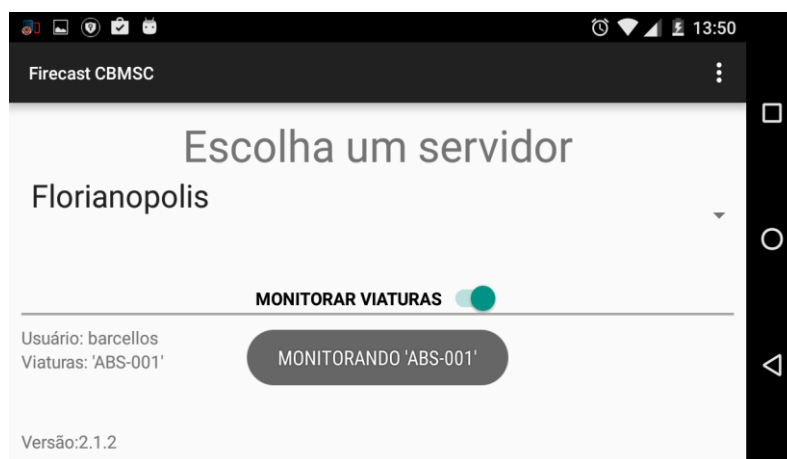 13:50
Firecast CBMSC
Escolha um servidor
Florianopolis
MONITORAR VIATURAS
Usuário: barcellos
Viaturas: 'ABS-001'
MONITORANDO 'ABS-001'
Versão:2.1.2